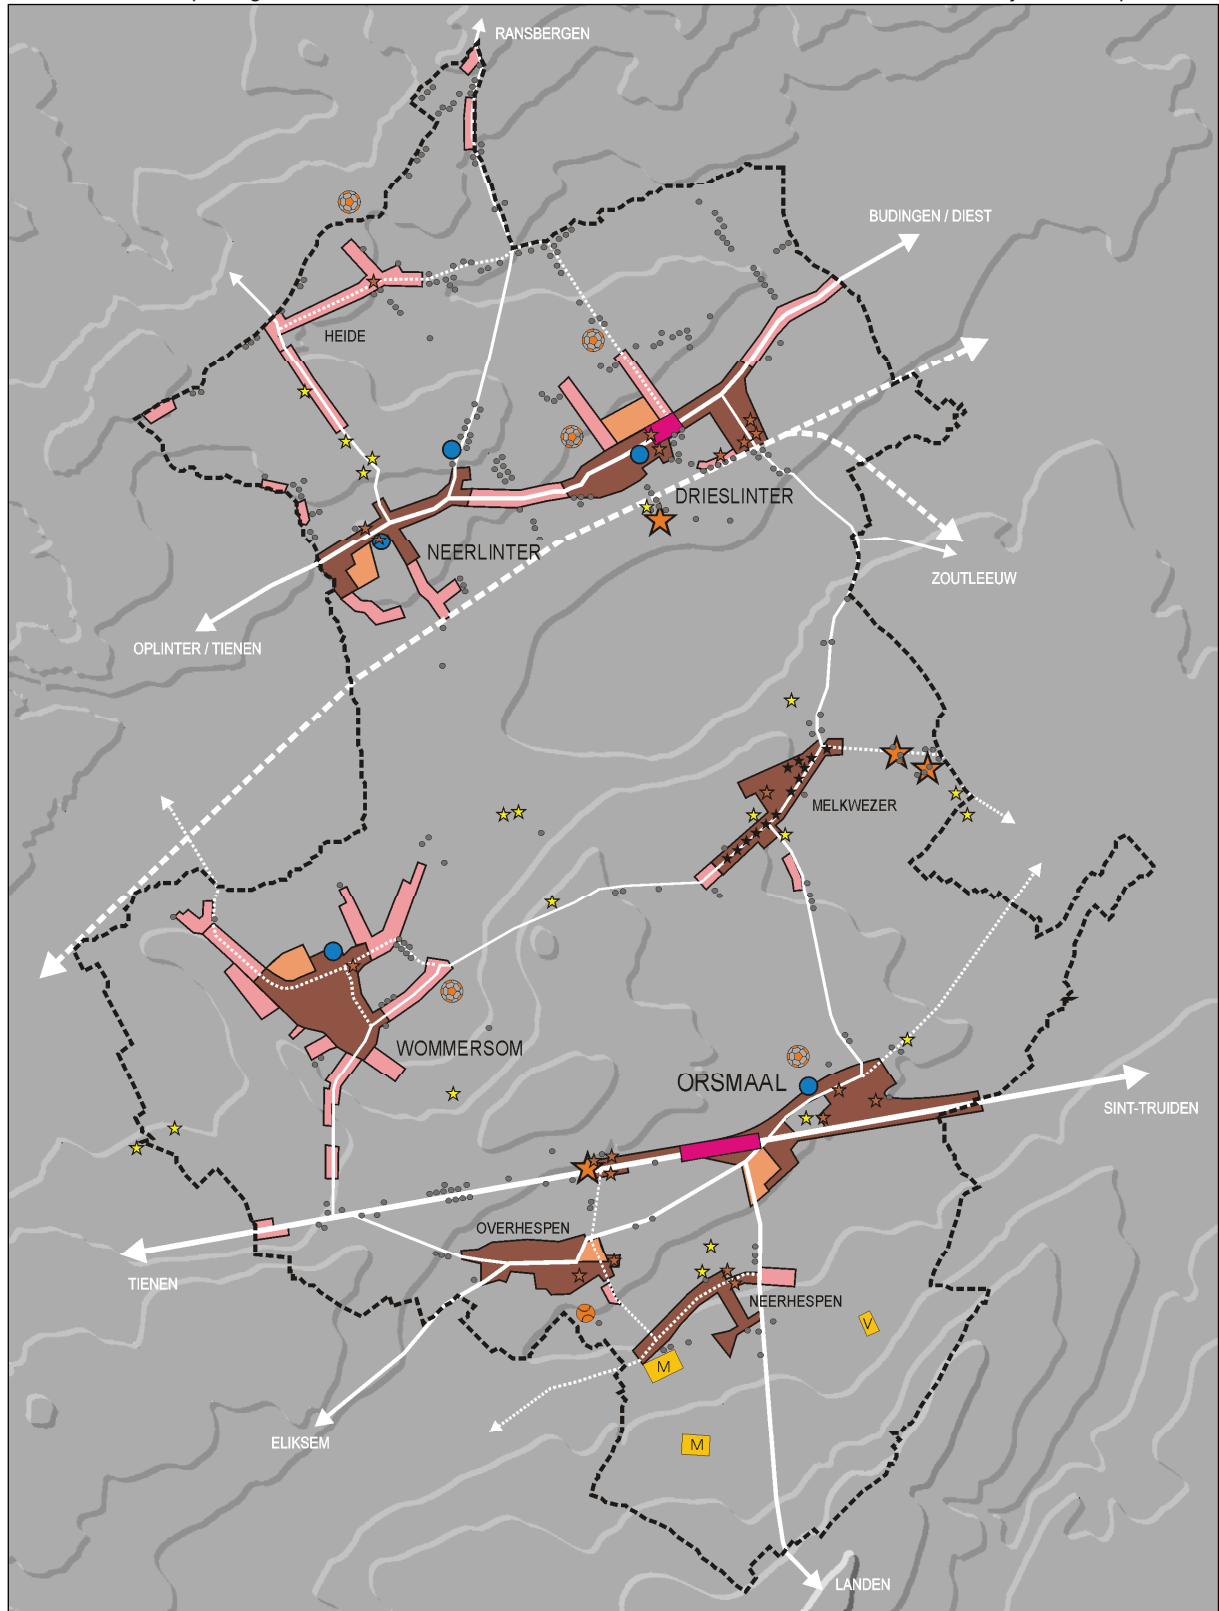 RANSBERGEN
BUDINGEN / DIEST
HEIDE
DRIESLINTER
NEERLINTER
ZOUTLEEUW
OPLINTER / TIENEN
MELKWEZER
WOMMERSOM
ORSMAAL
SINT-TRUIDEN
OVERHESPEN
TIENEN
NEERHESPEN
V
M
ELIKSEM
M
LANDEN